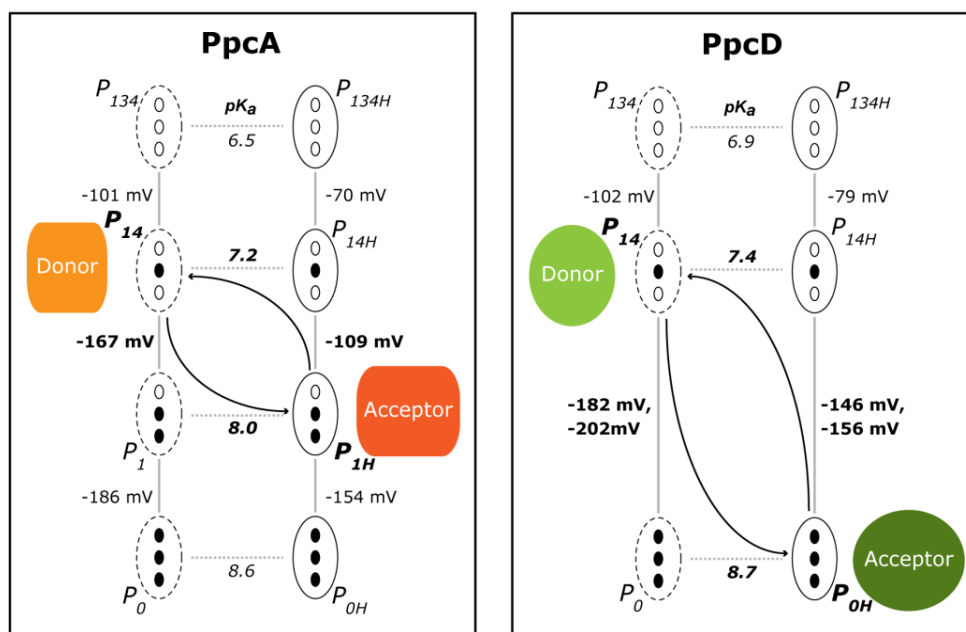 PpcA
P134
pKa
P134H
6.5
-101 mV
-70 mV
P14
P14H
Donor
7.2
-167 mV
-109 mV
Acceptor
8.0
P1
P1H
-186 mV
-154 mV
8.6
P0
P0H
PpcD
P134
pKa
P134H
6.9
-102 mV
-79 mV
P14
P14H
Donor
7.4
-182 mV,
-202mV
-146 mV,
-156 mV
Acceptor
8.7
P0
P0H